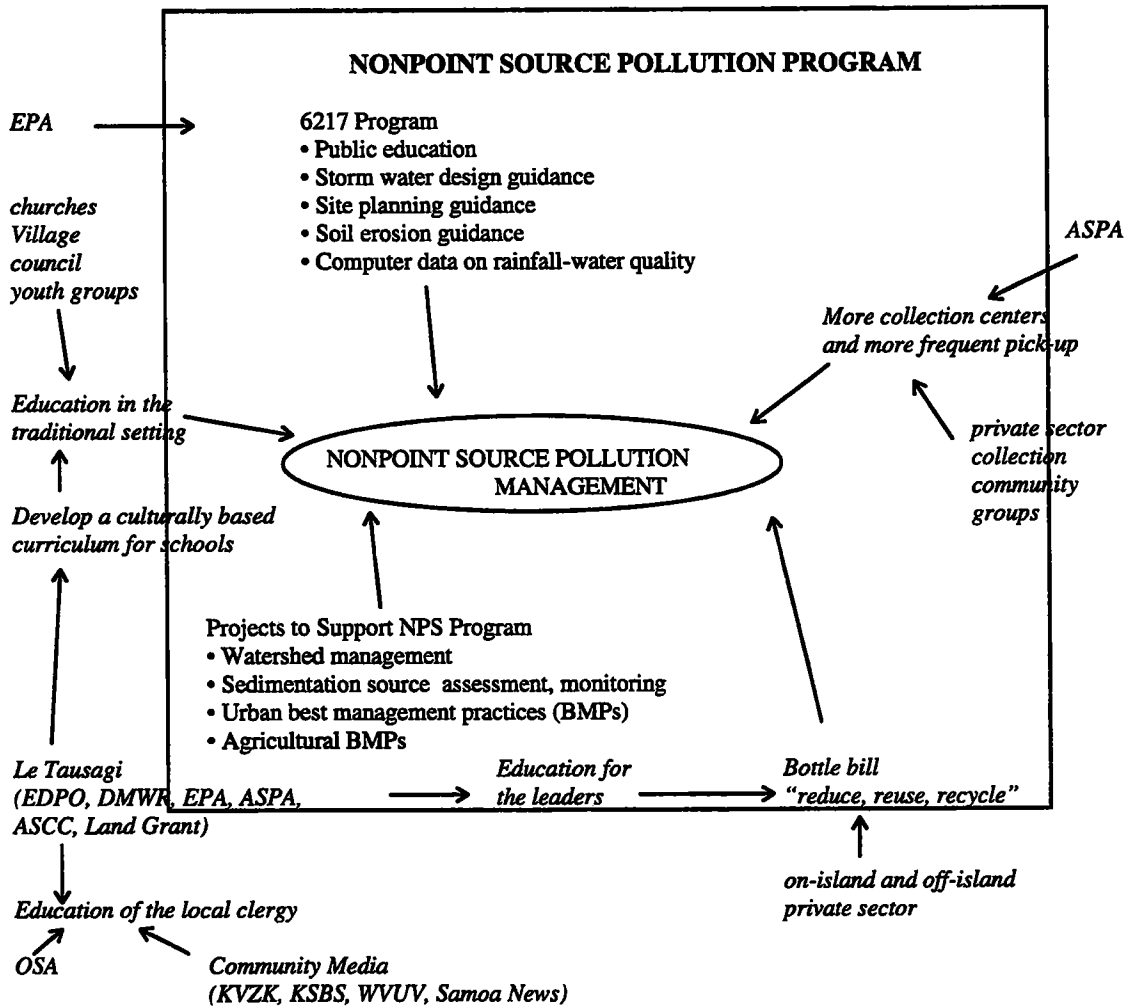 NONPOINT SOURCE POLLUTION PROGRAM
EPA
6217 Program
• Public education
• Storm water design guidance
• Site planning guidance
• Soil erosion guidance
• Computer data on rainfall-water quality
churches
Village
council
youth groups
ASPA
More collection centers
and more frequent pick-up
Education in the
traditional setting
private sector
collection
community
groups
NONPOINT SOURCE POLLUTION
MANAGEMENT
Develop a culturally based
curriculum for schools
Projects to Support NPS Program
• Watershed management
• Sedimentation source assessment, monitoring
• Urban best management practices (BMPs)
• Agricultural BMPs
Le Tausagi
(EDPO, DMWR, EPA, ASPA,
ASCC, Land Grant)
Education for
the leaders
Bottle bill
“reduce, reuse, recycle”
on-island and off-island
private sector
Education of the local clergy
OSA
Community Media
(KVZK, KSBS, WVUV, Samoa News)